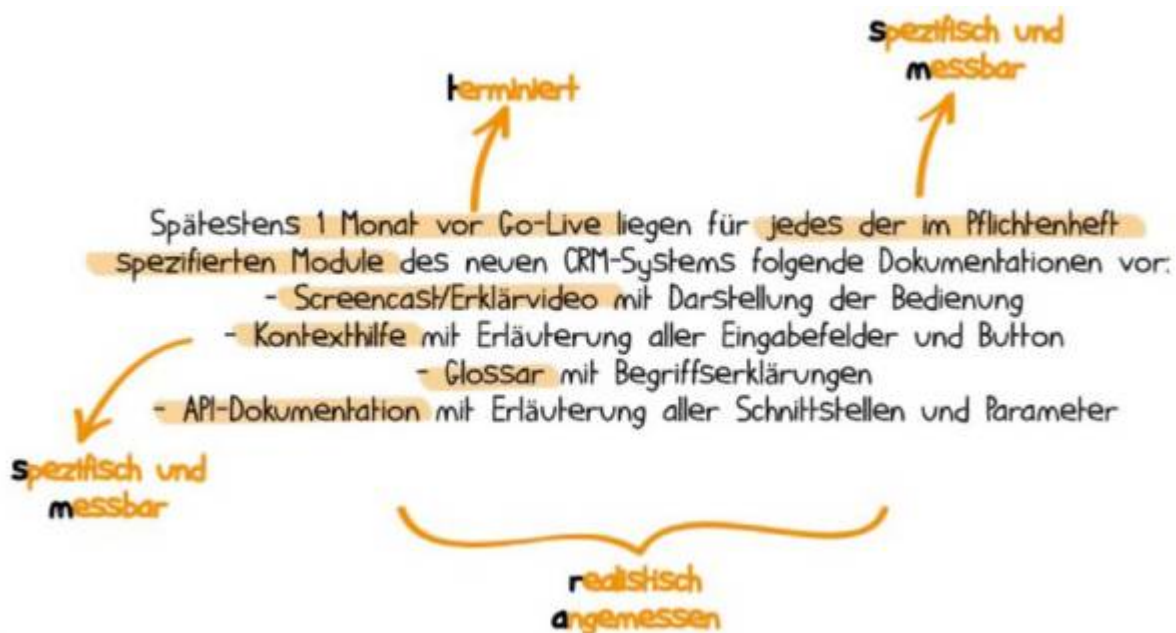 spezifisch und
messbar
terminiert
Spätestens 1 Monat vor Go-Live liegen für jedes der im Pflichtenheft
spezifierten Module des neuen CRM-Systems folgende Dokumentationen vor:
- Screencast/Erklärvideo mit Darstellung der Bedienung
- Kontexthilfe mit Erläuterung aller Eingabefelder und Button
- Glossar mit Begriffserklärungen
- API-Dokumentation mit Erläuterung aller Schnittstellen und Parameter
spezifisch und
messbar
realistisch
angemessen